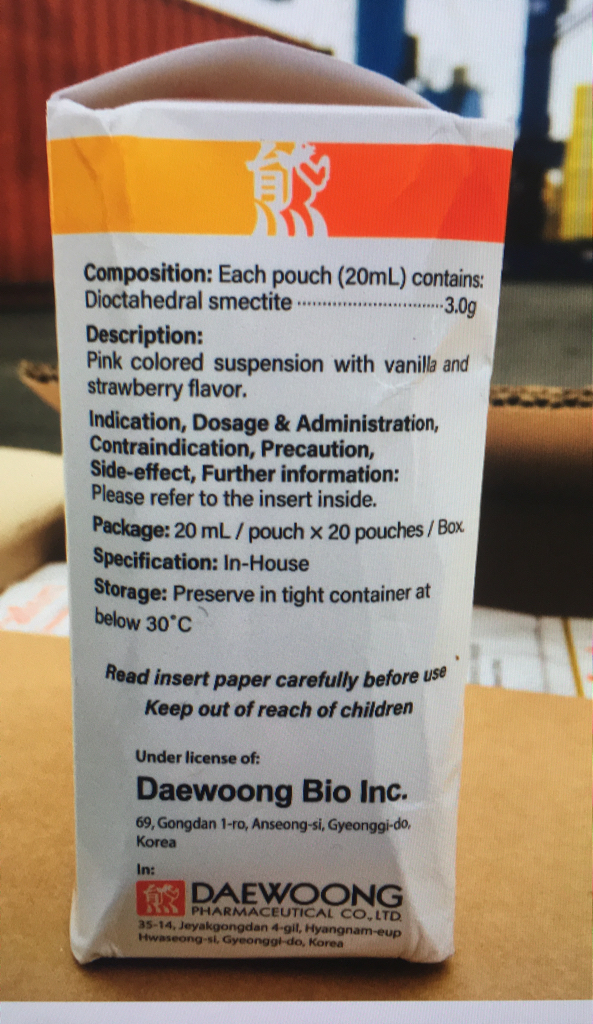 Composition: Each pouch (20mL) contains:
Dioctahedral smectite ······························3.0g
Description:
Pink colored suspension with vanilla and
strawberry flavor.
Indication, Dosage & Administration,
Contraindication, Precaution,
Side-effect, Further information:
Please refer to the insert inside.
Package: 20 mL / pouch × 20 pouches / Box.
Specification: In-House
Storage: Preserve in tight container at
below 30°C
Read insert paper carefully before use
Keep out of reach of children
Under license of:
Daewoong Bio Inc.
69, Gongdan 1-ro, Anseong-si, Gyeonggi-do,
Korea
In:
DAEWOONG
PHARMACEUTICAL CO., LTD.
35-14, Jeyakgongdan 4-gil, Hyangnam-eup
Hwaseong-si, Gyeonggi-do, Korea